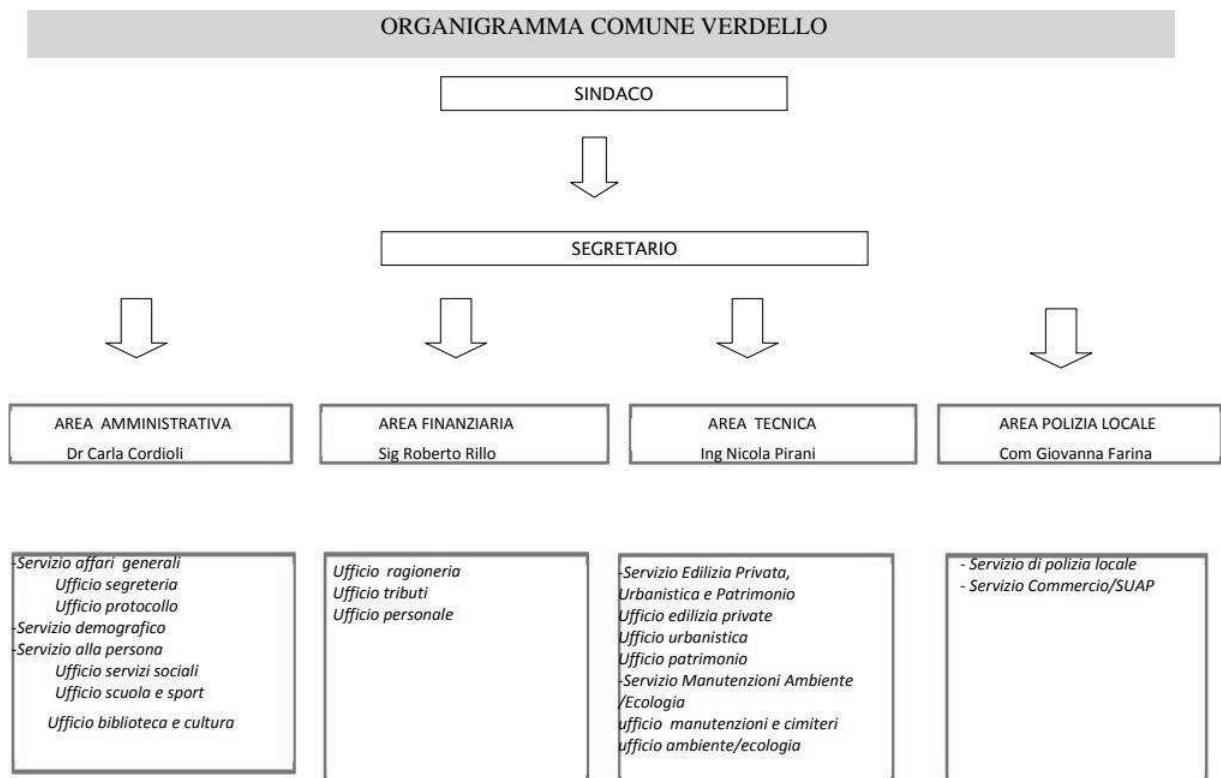 ORGANIGRAMMA COMUNE VERDELLO
SINDACO
SEGRETARIO
AREA AMMINISTRATIVA
Dr Carla Cordioli
AREA FINANZIARIA
Sig Roberto Rillo
AREA TECNICA
Ing Nicola Pirani
AREA POLIZIA LOCALE
Com Giovanna Farina
-Servizio affari generali
Ufficio segreteria
Ufficio protocollo
-Servizio demografico
-Servizio alla persona
Ufficio servizi sociali
Ufficio scuola e sport
Ufficio biblioteca e cultura
Ufficio ragioneria
Ufficio tributi
Ufficio personale
-Servizio Edilizia Privata,
Urbanistica e Patrimonio
Ufficio edilizia private
Ufficio urbanistica
Ufficio patrimonio
-Servizio Manutenzioni Ambiente
/Ecologia
ufficio manutenzioni e cimiteri
ufficio ambiente/ecologia
- Servizio di polizia locale
- Servizio Commercio/SUAP